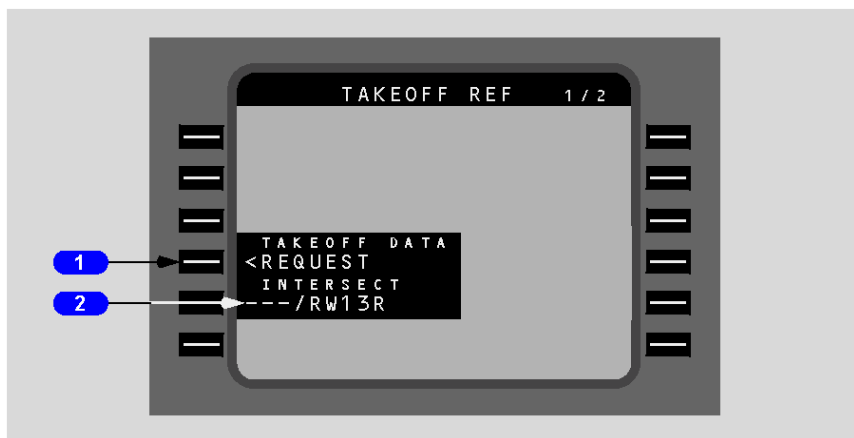 TAKEOFF REF 1/2
TAKEOFF DATA
1
<REQUEST
INTERSECT
2
---/RW13R